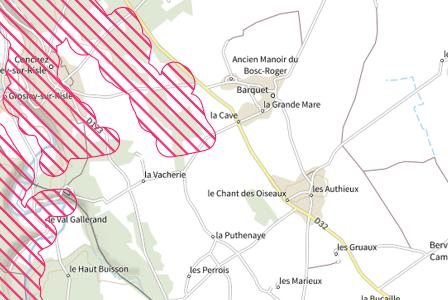 Ancien Manoir du
Bosc-Roger
Barquet
la Grande Mare
la Cave
Grosley-sur-Risle
D133
la Vacherie
le Chant des Oiseaux
les Authieux
le Val Gallerand
D32
la Puthenaye
les Gruaux
le Haut Buisson
les Perrois
les Marieux
la Bucaille